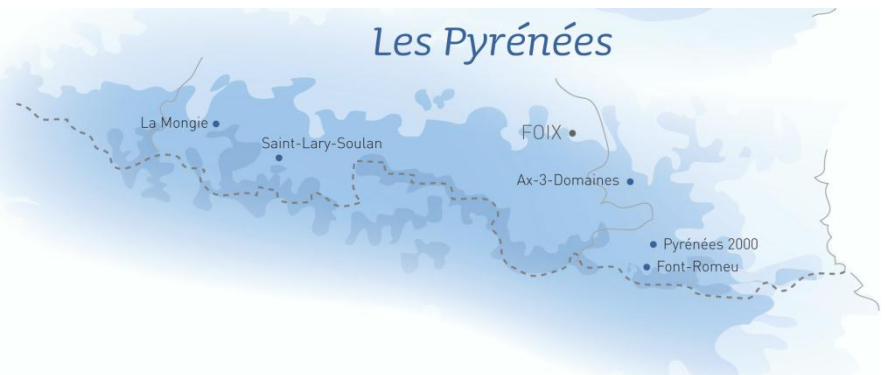 Les Pyrénées
La Mongie
FOIX
Saint-Lary-Soulan
Ax-3-Domaines
Pyrénées 2000
Font-Romeu